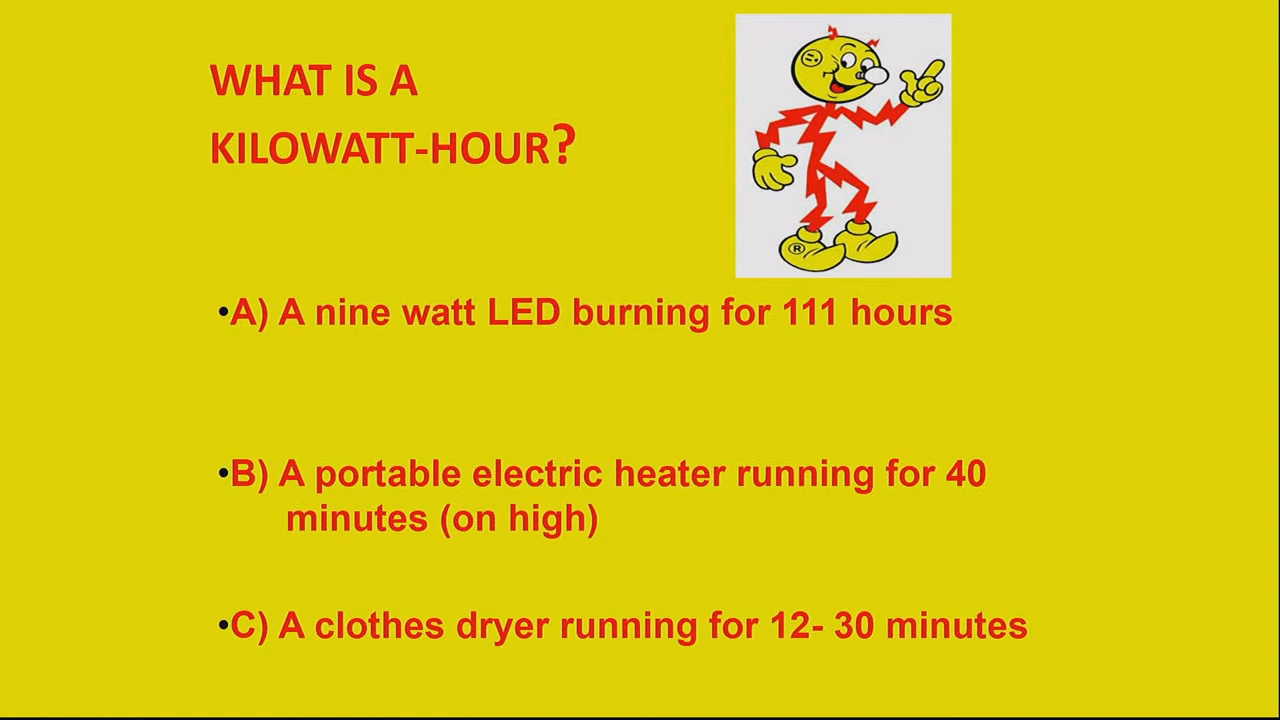 WHAT IS A
KILOWATT-HOUR?
®
•A) A nine watt LED burning for 111 hours
•B) A portable electric heater running for 40
minutes (on high)
•C) A clothes dryer running for 12- 30 minutes